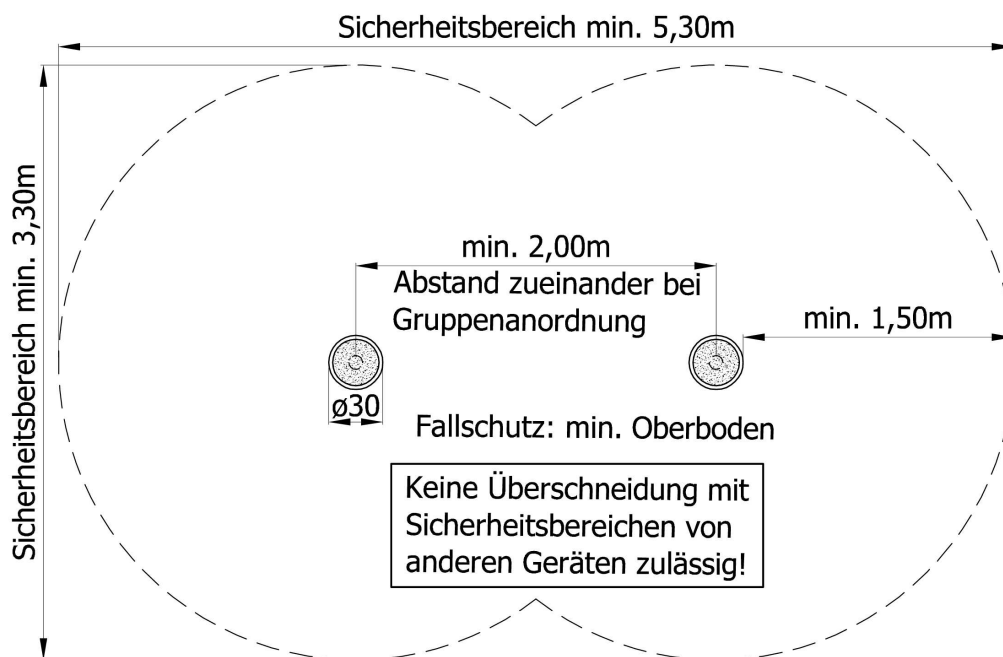 Sicherheitsbereich min. 5,30m
Sicherheitsbereich min. 3,30m
min. 2,00m
Abstand zueinander bei
Gruppenanordnung
min. 1,50m
ø30
Fallschutz: min. Oberboden
Keine Überschneidung mit
Sicherheitsbereichen von
anderen Geräten zulässig!